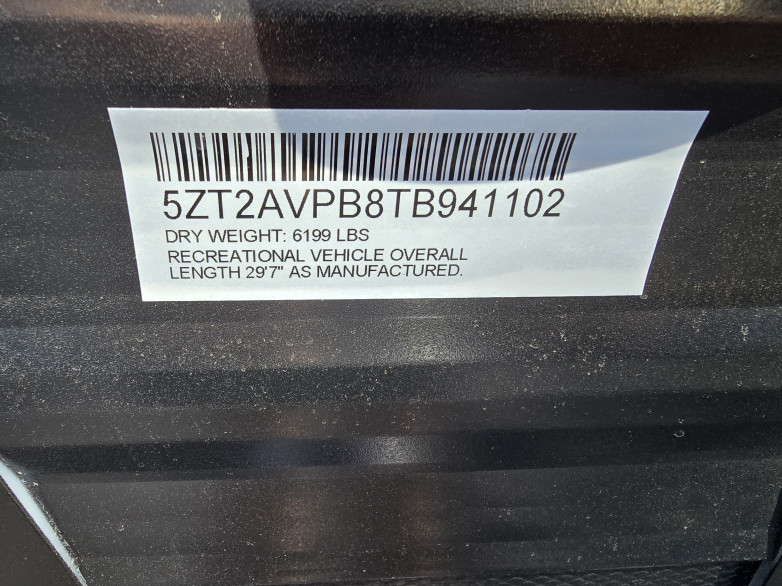 5ZT2AVPB8TB941102
DRY WEIGHT: 6199 LBS
RECREATIONAL VEHICLE OVERALL
LENGTH 29'7" AS MANUFACTURED.